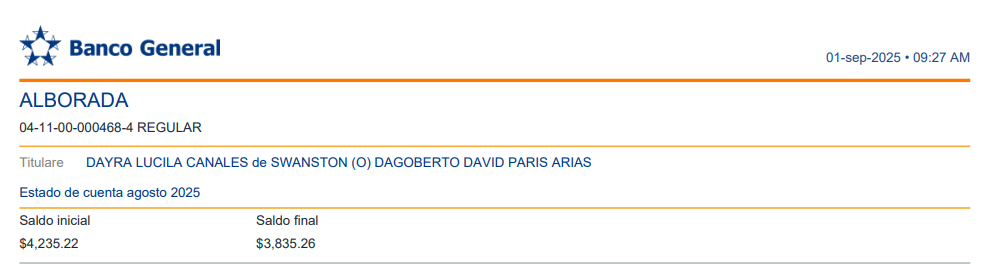 Banco General
01-sep-2025 • 09:27 AM
ALBORADA
04-11-00-000468-4 REGULAR
Titulare DAYRA LUCILA CANALES de SWANSTON (O) DAGOBERTO DAVID PARIS ARIAS
Estado de cuenta agosto 2025
Saldo inicial Saldo final
$4,235.22 $3,835.26